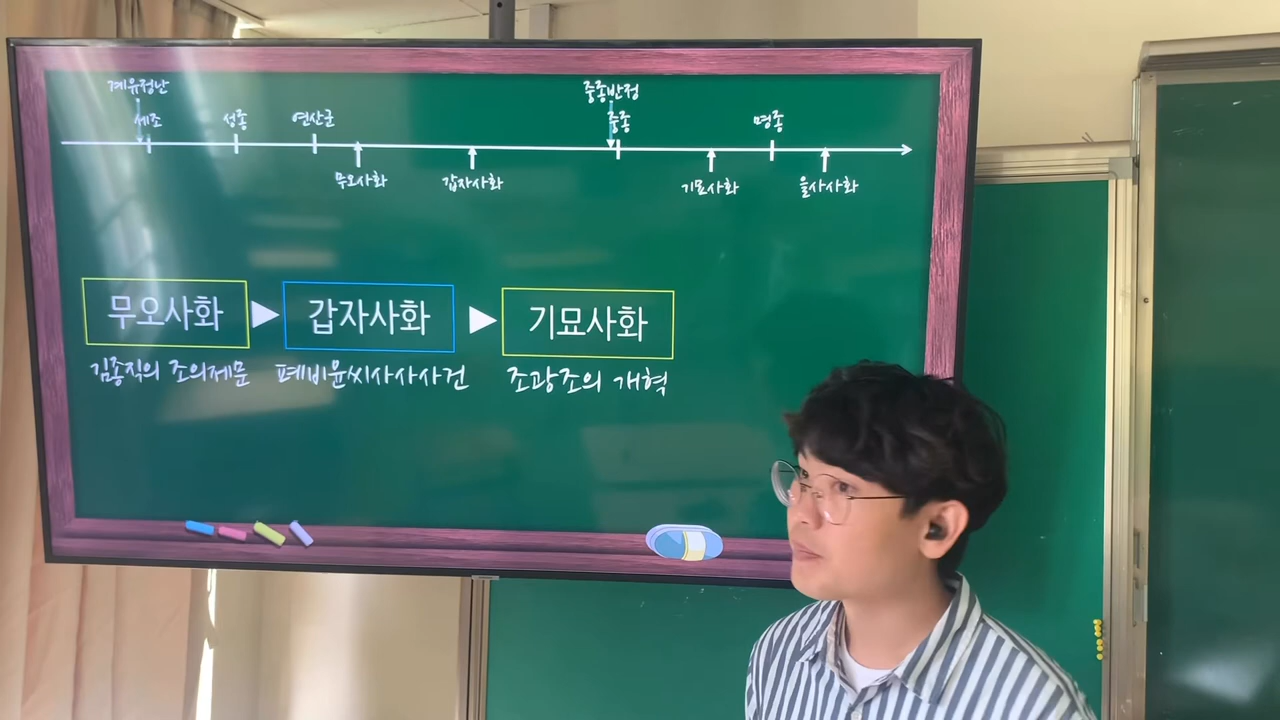 계유정난 중종반정
세조 성종 연산군 중종 명종
무오사화 갑자사화 기묘사화 을사사화
무오사화 ▶ 갑자사화 ▶ 기묘사화
김종직의 조의제문 폐비윤씨사사사건 조광조의 개혁